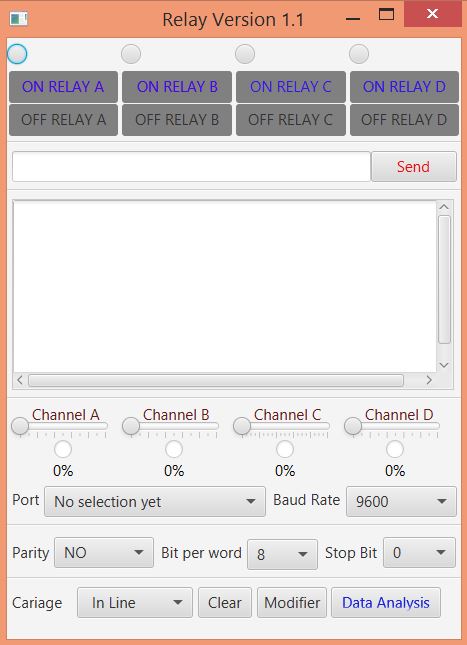 Relay Version 1.1
ON RELAY A ON RELAY B ON RELAY C ON RELAY D
OFF RELAY A OFF RELAY B OFF RELAY C OFF RELAY D
Send
Channel A Channel B Channel C Channel D
0% 0% 0% 0%
Port No selection yet Baud Rate 9600
Parity NO Bit per word 8 Stop Bit 0
Cariage In Line Clear Modifier Data Analysis